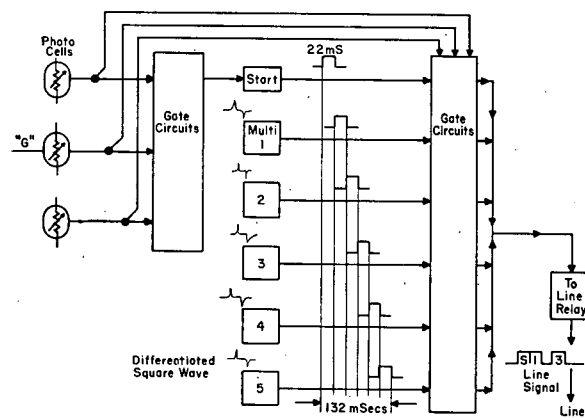 Photo
Cells
22mS
Start
Gate
Circuits
Gate
Circuits
"G"
Multi
1
2
3
4
5
To
Line
Relay
S 1 3
Line
Signal
Line
Differentiated
Square Wave
132 mSecs